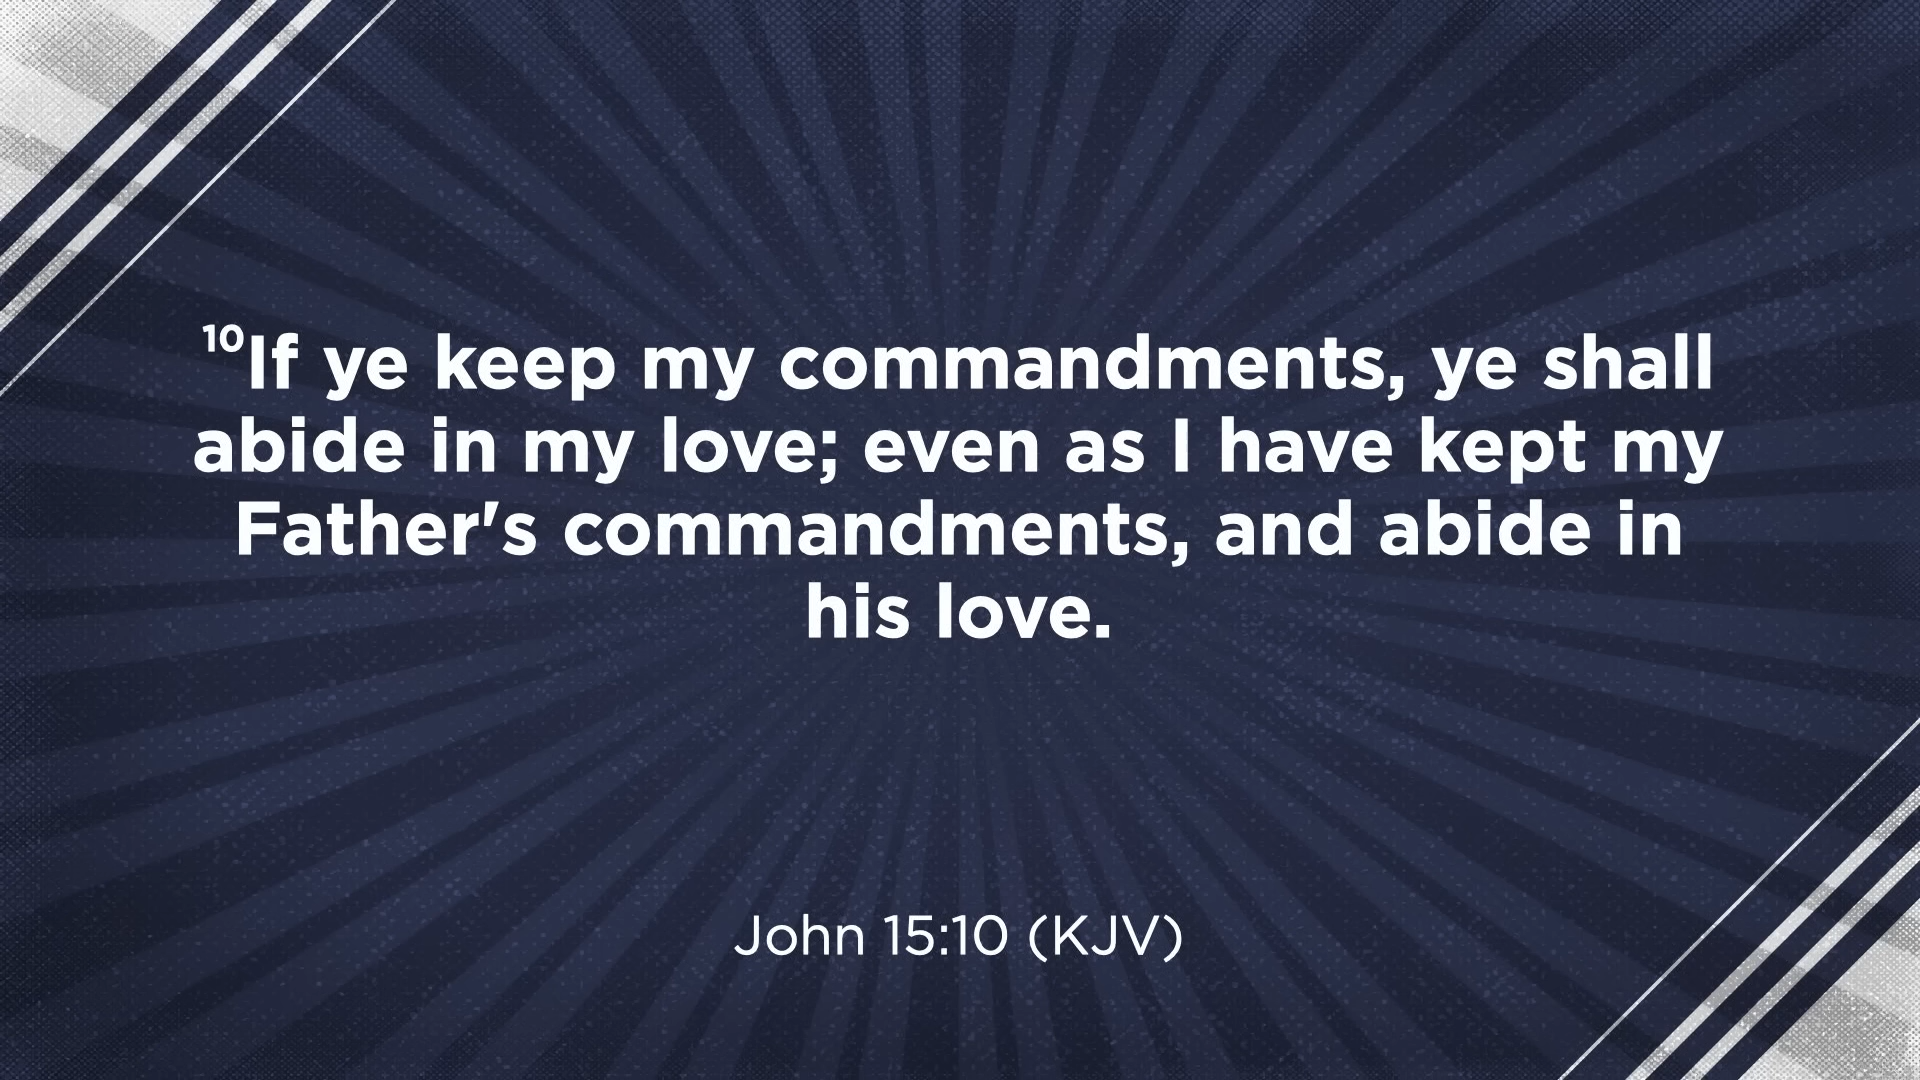 ¹⁰If ye keep my commandments, ye shall
abide in my love; even as I have kept my
Father's commandments, and abide in
his love.
John 15:10 (KJV)